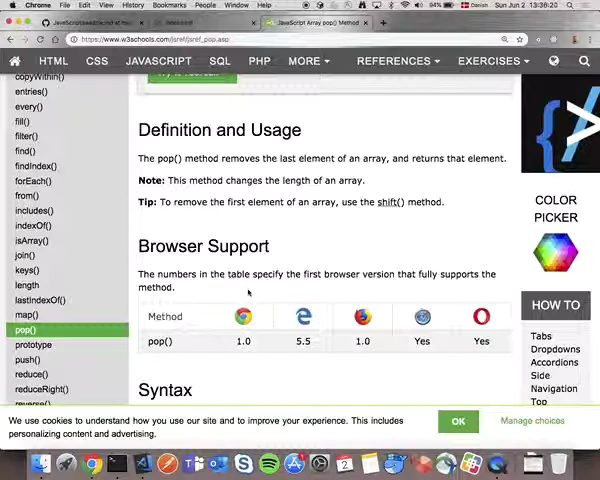 Chrome File Edit View History Bookmarks People Window Help 94% Danish Sun Jun 2 13:36:20
JavaScript Array pop() Method
https://www.w3schools.com/jsref/jsref_pop.asp
HTML CSS JAVASCRIPT SQL PHP MORE REFERENCES EXERCISES
copyWithin()
entries()
every()
fill()
filter()
find()
findIndex()
forEach()
from()
includes()
indexOf()
isArray()
join()
keys()
length
lastIndexOf()
map()
pop()
prototype
push()
reduce()
reduceRight()
reverse()
Definition and Usage
The pop() method removes the last element of an array, and returns that element.
Note: This method changes the length of an array.
Tip: To remove the first element of an array, use the shift() method.
Browser Support
The numbers in the table specify the first browser version that fully supports the
method.
Method
pop() 1.0 5.5 1.0 Yes Yes
Syntax
COLOR
PICKER
HOW TO
Tabs
Dropdowns
Accordions
Side
Navigation
Top
We use cookies to understand how you use our site and to improve your experience. This includes
personalizing content and advertising.
OK
Manage choices